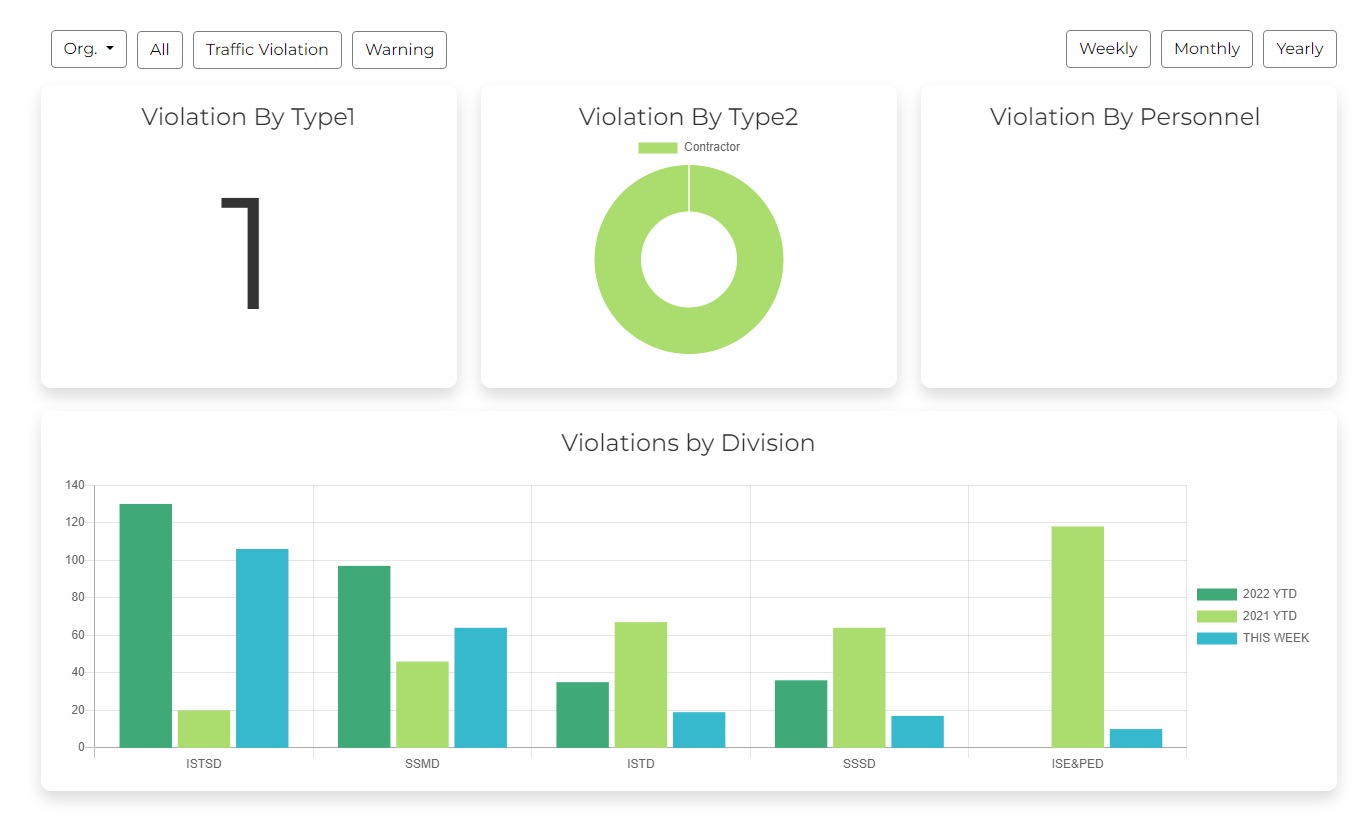 Org.
All
Traffic Violation
Warning
Weekly
Monthly
Yearly
Violation By Type1
1
Violation By Type2
Contractor
Violation By Personnel
Violations by Division
140
120
100
80
60
40
20
0
ISTSD
SSMD
ISTD
SSSD
ISE&PED
2022 YTD
2021 YTD
THIS WEEK